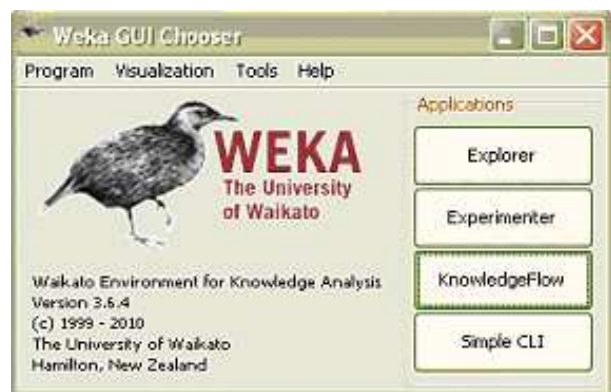 Weka GUI Chooser
Program Visualization Tools Help
WEKA
The University
of Waikato
Waikato Environment for Knowledge Analysis
Version 3.6.4
(c) 1999 - 2010
The University of Waikato
Hamilton, New Zealand
Applications
Explorer
Experimenter
KnowledgeFlow
Simple CLI